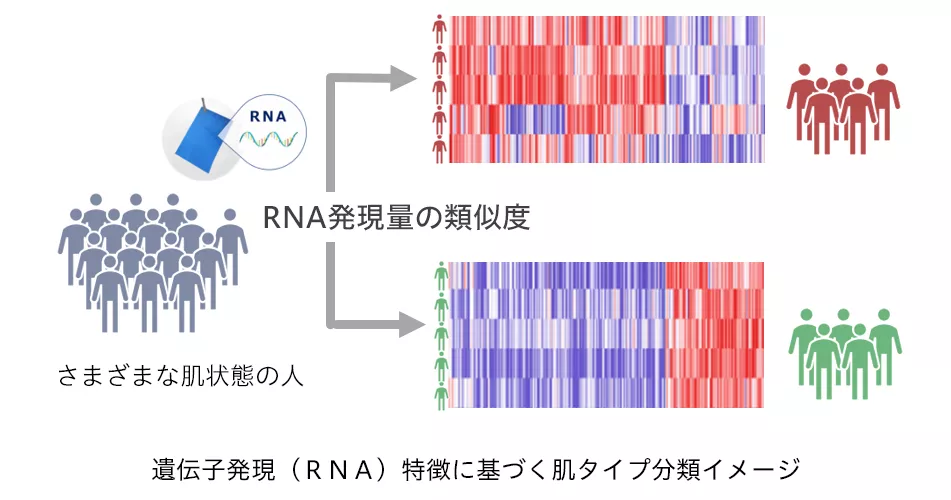 RNA
RNA発現量の類似度
さまざまな肌状態の人
遺伝子発現（ＲＮＡ）特徴に基づく肌タイプ分類イメージ